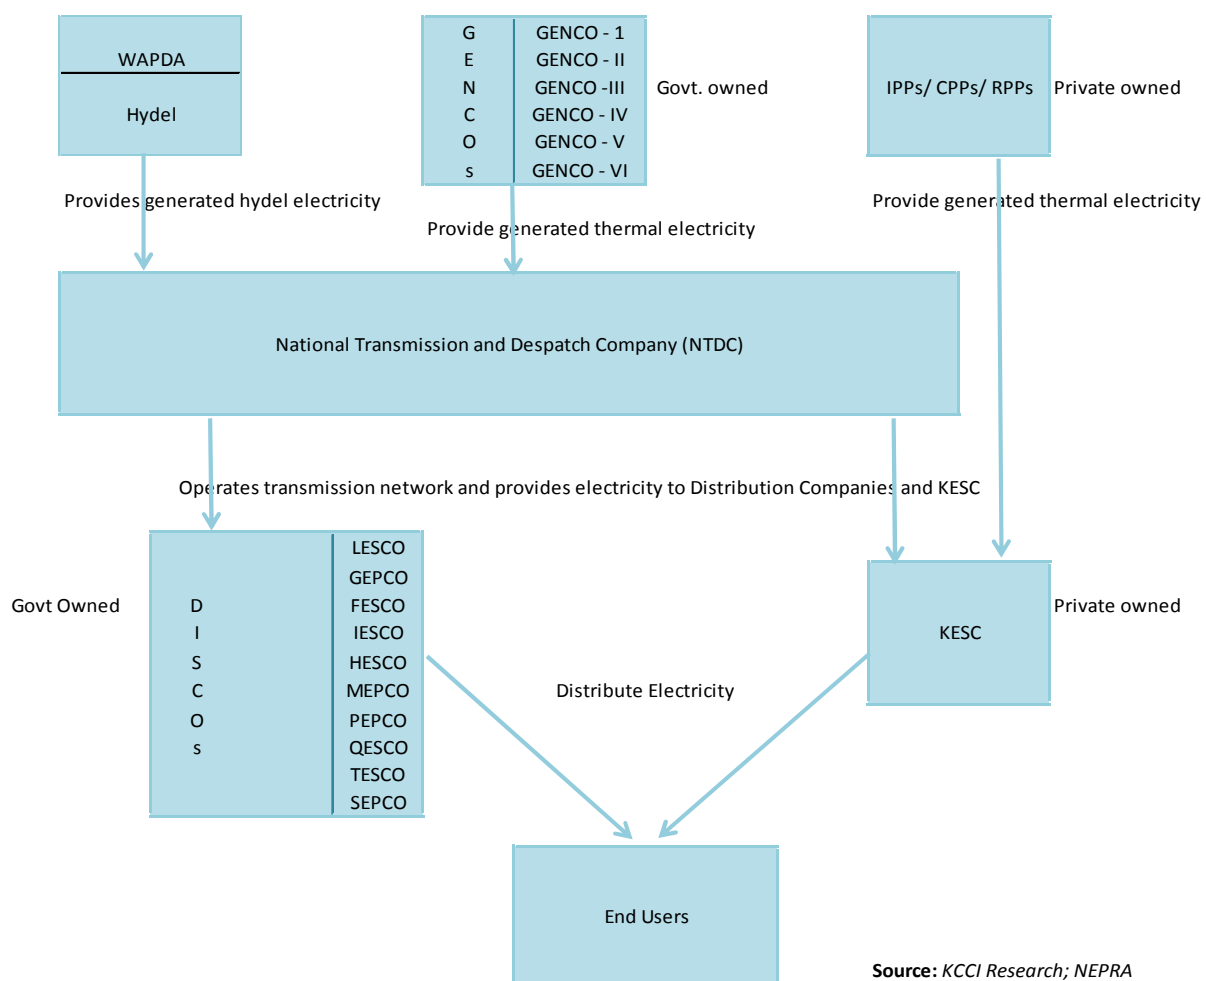 WAPDA
Hydel
G GENCO - 1
E GENCO - II
N GENCO -III
C GENCO - IV
O GENCO - V
s GENCO - VI
Govt. owned
IPPs/ CPPs/ RPPs
Private owned
Provides generated hydel electricity
Provide generated thermal electricity
Provide generated thermal electricity
National Transmission and Despatch Company (NTDC)
Operates transmission network and provides electricity to Distribution Companies and KESC
Govt Owned
LESCO
GEPCO
D FESCO
I IESCO
S HESCO
C MEPCO
O PEPCO
s QESCO
TESCO
SEPCO
Distribute Electricity
KESC
Private owned
End Users
Source: KCCI Research; NEPRA